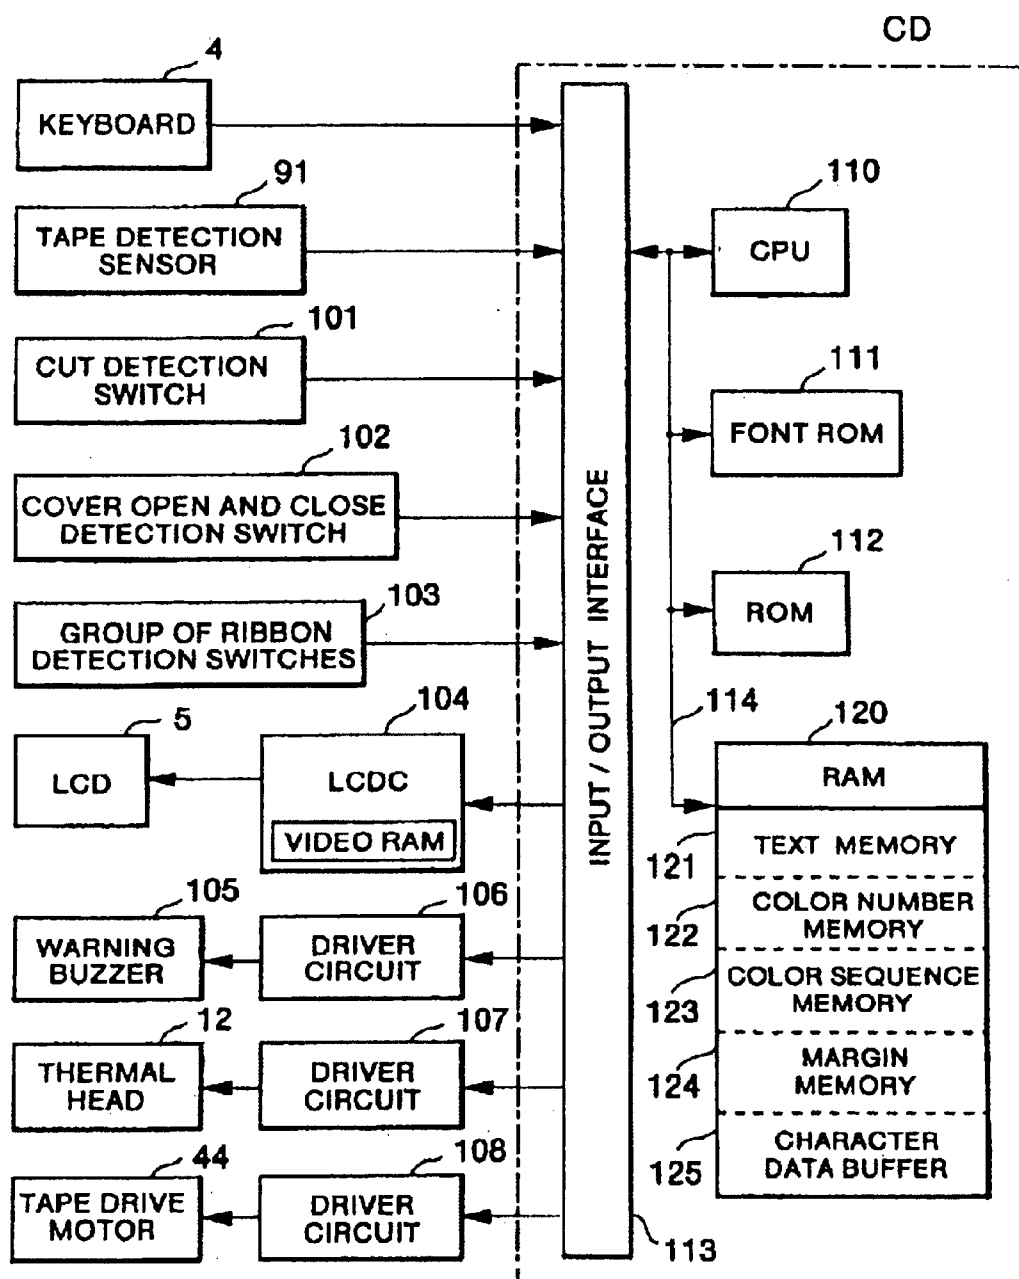 CD
4
KEYBOARD
91
TAPE DETECTION
SENSOR
101
CUT DETECTION
SWITCH
102
COVER OPEN AND CLOSE
DETECTION SWITCH
103
GROUP OF RIBBON
DETECTION SWITCHES
5
LCD
104
LCDC
VIDEO RAM
105
WARNING
BUZZER
106
DRIVER
CIRCUIT
12
THERMAL
HEAD
107
DRIVER
CIRCUIT
44
TAPE DRIVE
MOTOR
108
DRIVER
CIRCUIT
INPUT / OUTPUT INTERFACE
113
110
CPU
111
FONT ROM
112
ROM
114
120
RAM
121
TEXT MEMORY
122
COLOR NUMBER
MEMORY
123
COLOR SEQUENCE
MEMORY
124
MARGIN
MEMORY
125
CHARACTER
DATA BUFFER